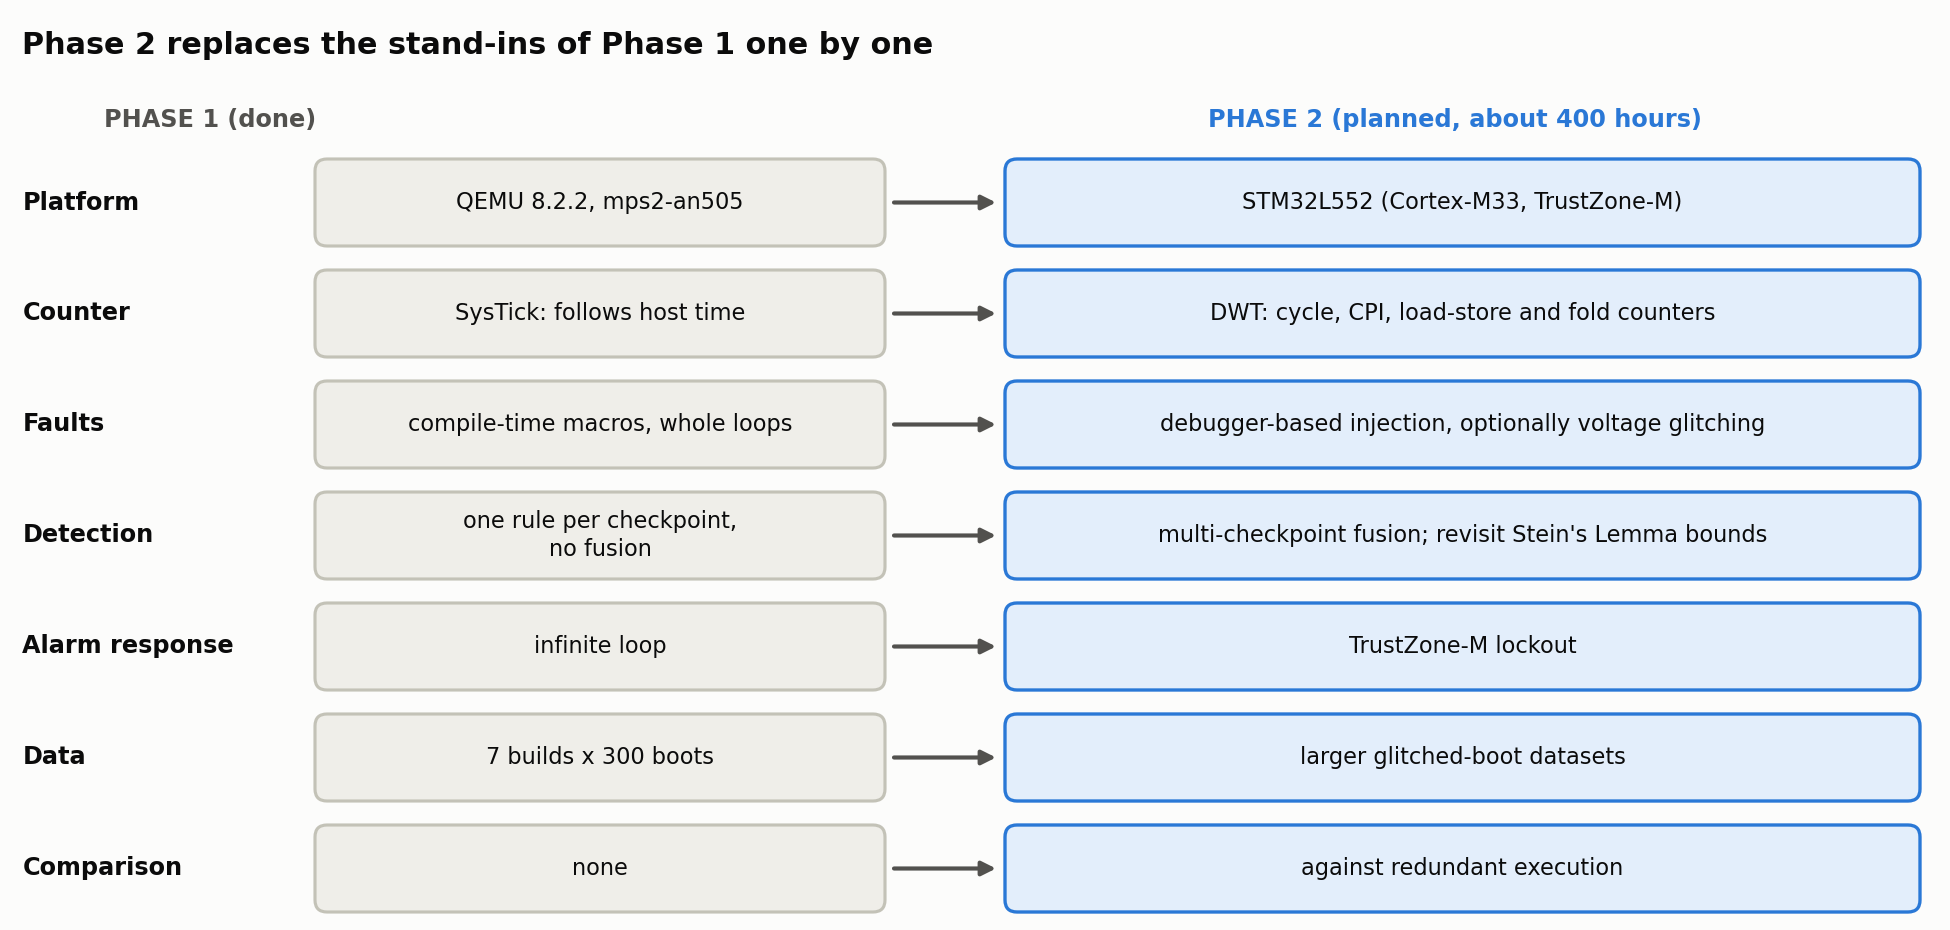 Phase 2 replaces the stand-ins of Phase 1 one by one
PHASE 1 (done)
PHASE 2 (planned, about 400 hours)
Platform
QEMU 8.2.2, mps2-an505
STM32L552 (Cortex-M33, TrustZone-M)
Counter
SysTick: follows host time
DWT: cycle, CPI, load-store and fold counters
Faults
compile-time macros, whole loops
debugger-based injection, optionally voltage glitching
Detection
one rule per checkpoint,
no fusion
multi-checkpoint fusion; revisit Stein's Lemma bounds
Alarm response
infinite loop
TrustZone-M lockout
Data
7 builds x 300 boots
larger glitched-boot datasets
Comparison
none
against redundant execution